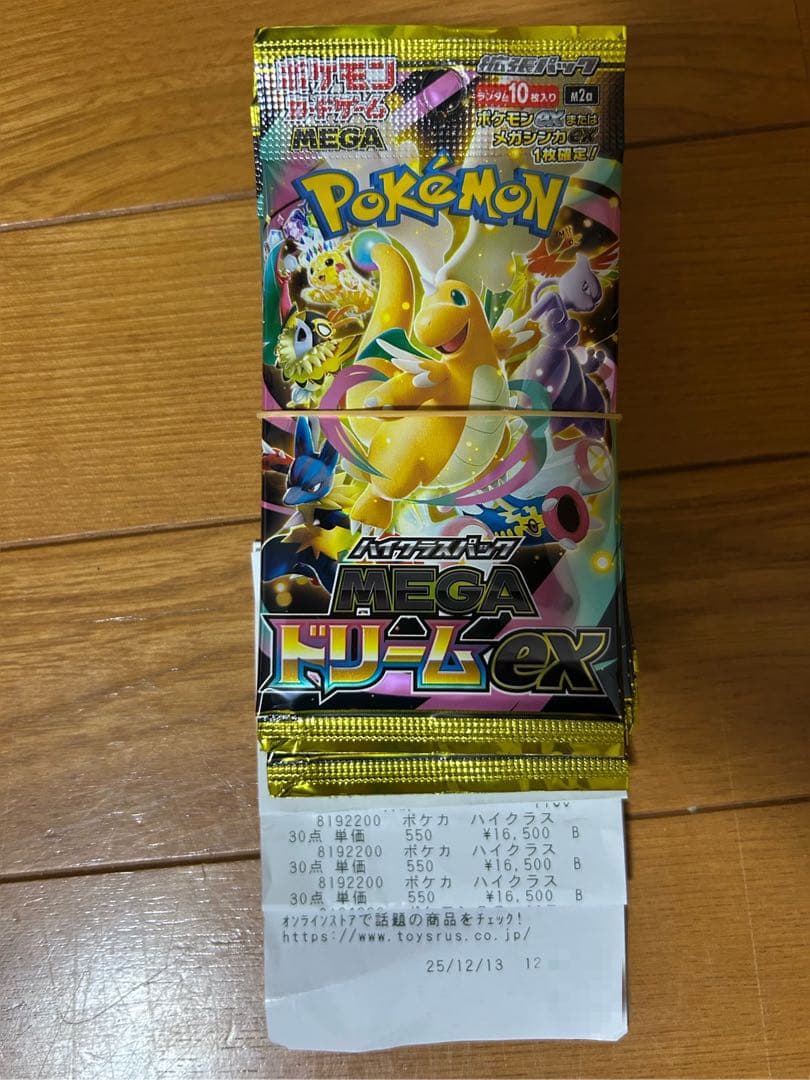 ポケモン
カードゲーム
MEGA
拡張パック
ランダム10枚入り M2a
ポケモンexまたは
メガシンカex
1枚確定！
POKéMON
ハイクラスパック
MEGA
ドリームex
8192200 ポケカ ハイクラス
30点 単価 550 ¥16,500 B
8192200 ポケカ ハイクラス
30点 単価 550 ¥16,500 B
8192200 ポケカ ハイクラス
30点 単価 550 ¥16,500 B
オンラインストアで話題の商品をチェック!
https://www.toysrus.co.jp/
25/12/13 12